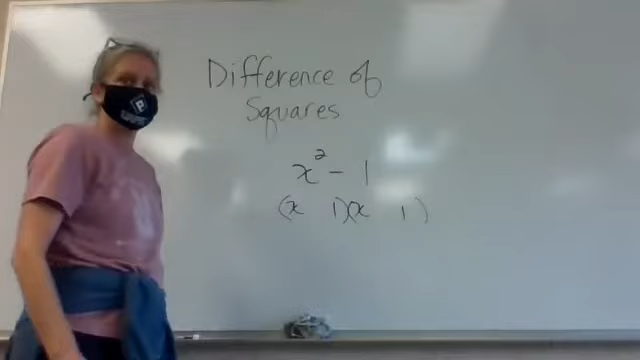 Difference of
Squares
x² - 1
(x  1)(x  1)
P